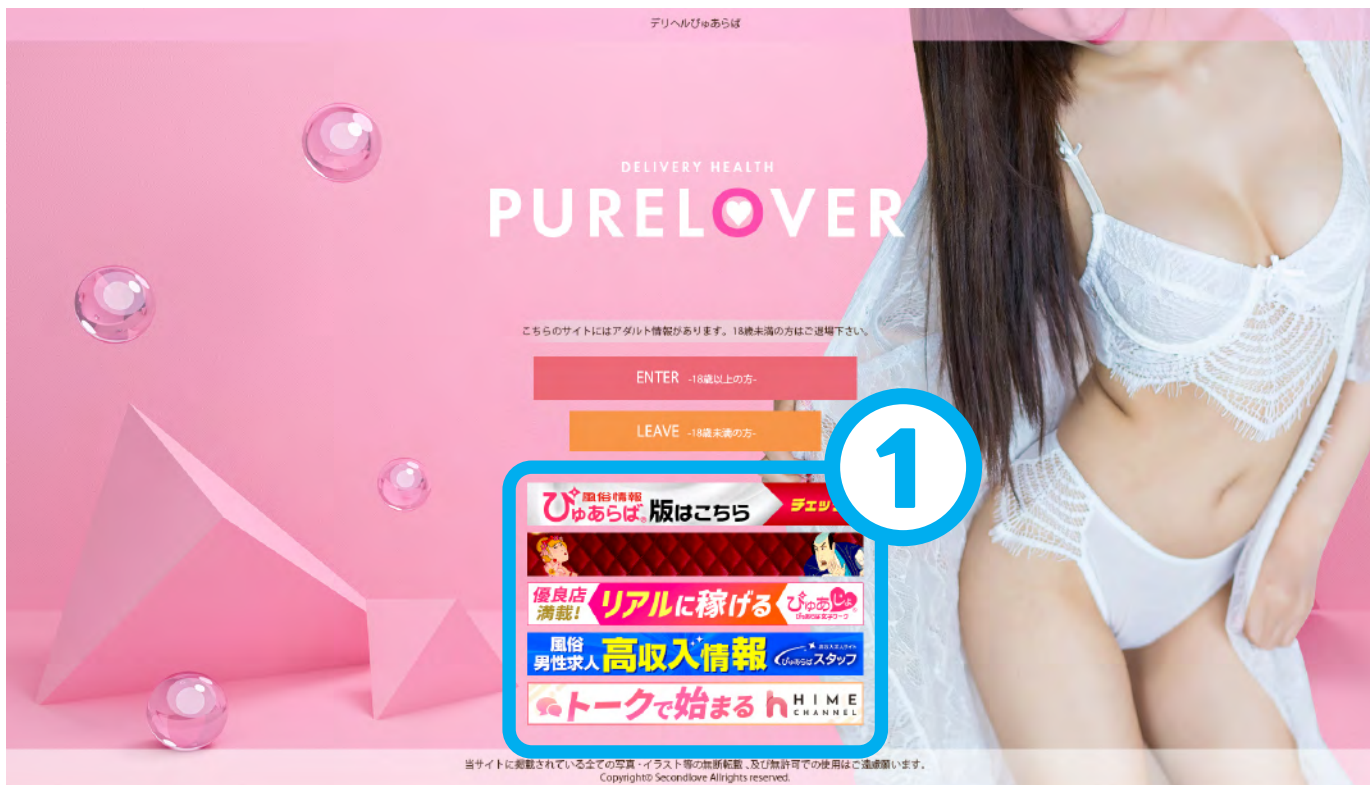 デリヘルぴゅあらば
DELIVERY HEALTH
PURELOVER
こちらのサイトにはアダルト情報があります。18歳未満の方はご退場下さい。
ENTER -18歳以上の方-
LEAVE -18歳未満の方-
1
風俗情報
ぴゅあらば。版はこちら チェッ
優良店
満載! リアルに稼げる ぴゅあじょ
風俗
男性求人 高収入情報 ぴゅあらばスタッフ
トークで始まる h HIME
CHANNEL
当サイトに掲載されている全ての写真・イラスト等の無断転載、及び無許可での使用はご遠慮願います。
Copyright© Secondlove Allrights reserved.